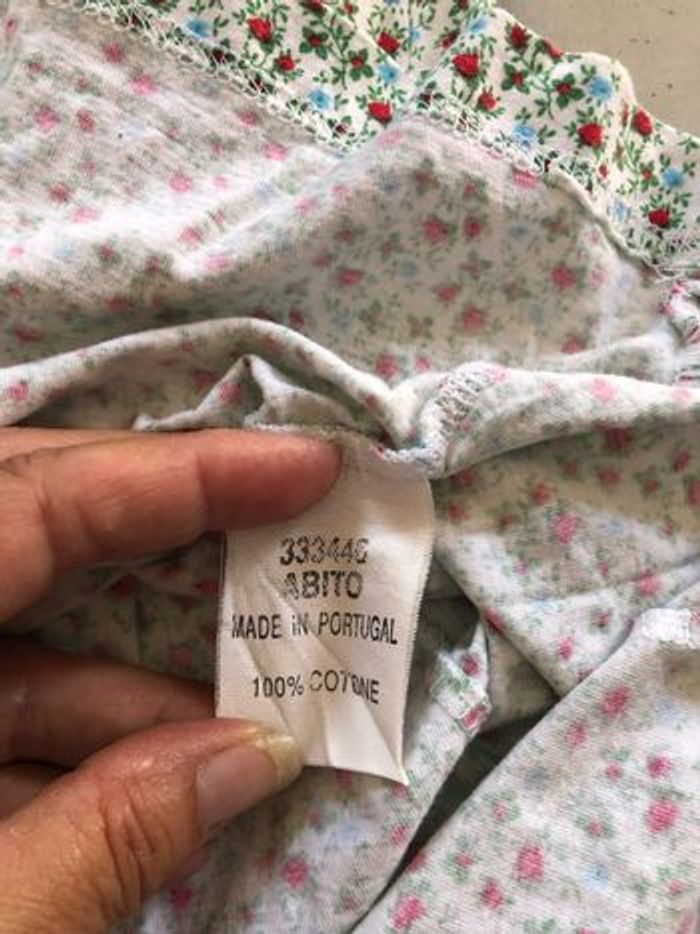 333446
ABITO
MADE IN PORTUGAL
100% COTONE